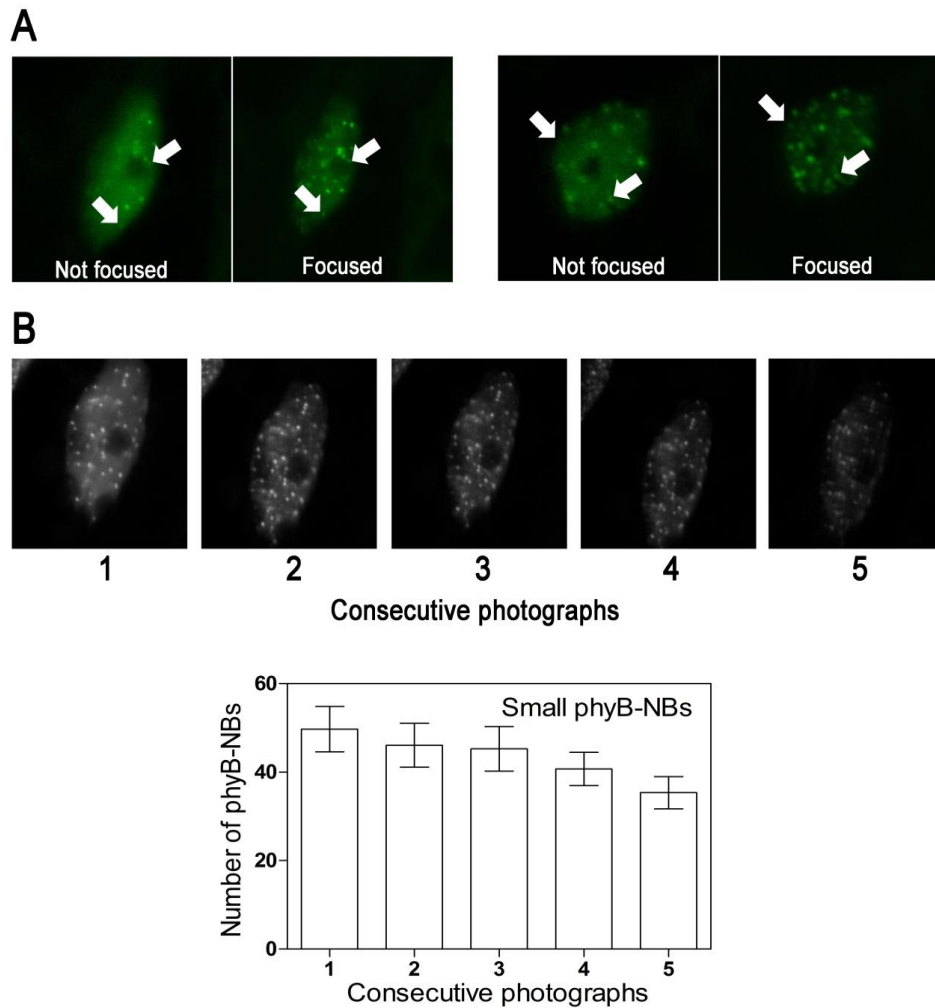 A
Not focused
Focused
Not focused
Focused
B
1 2 3 4 5
Consecutive photographs
Small phyB-NBs
Number of phyB-NBs
60
40
20
0
1 2 3 4 5
Consecutive photographs